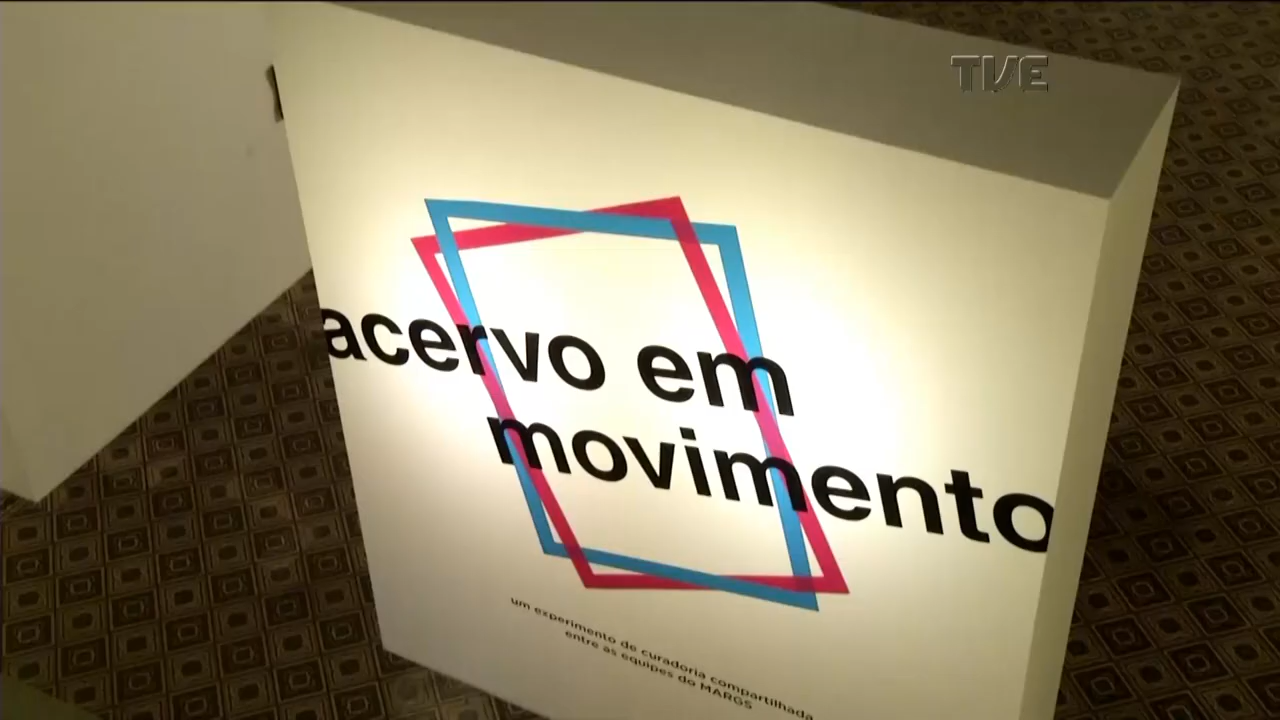 TVE
acervo em
movimento
um experimento de curadoria compartilhada
entre as equipes do MARGS